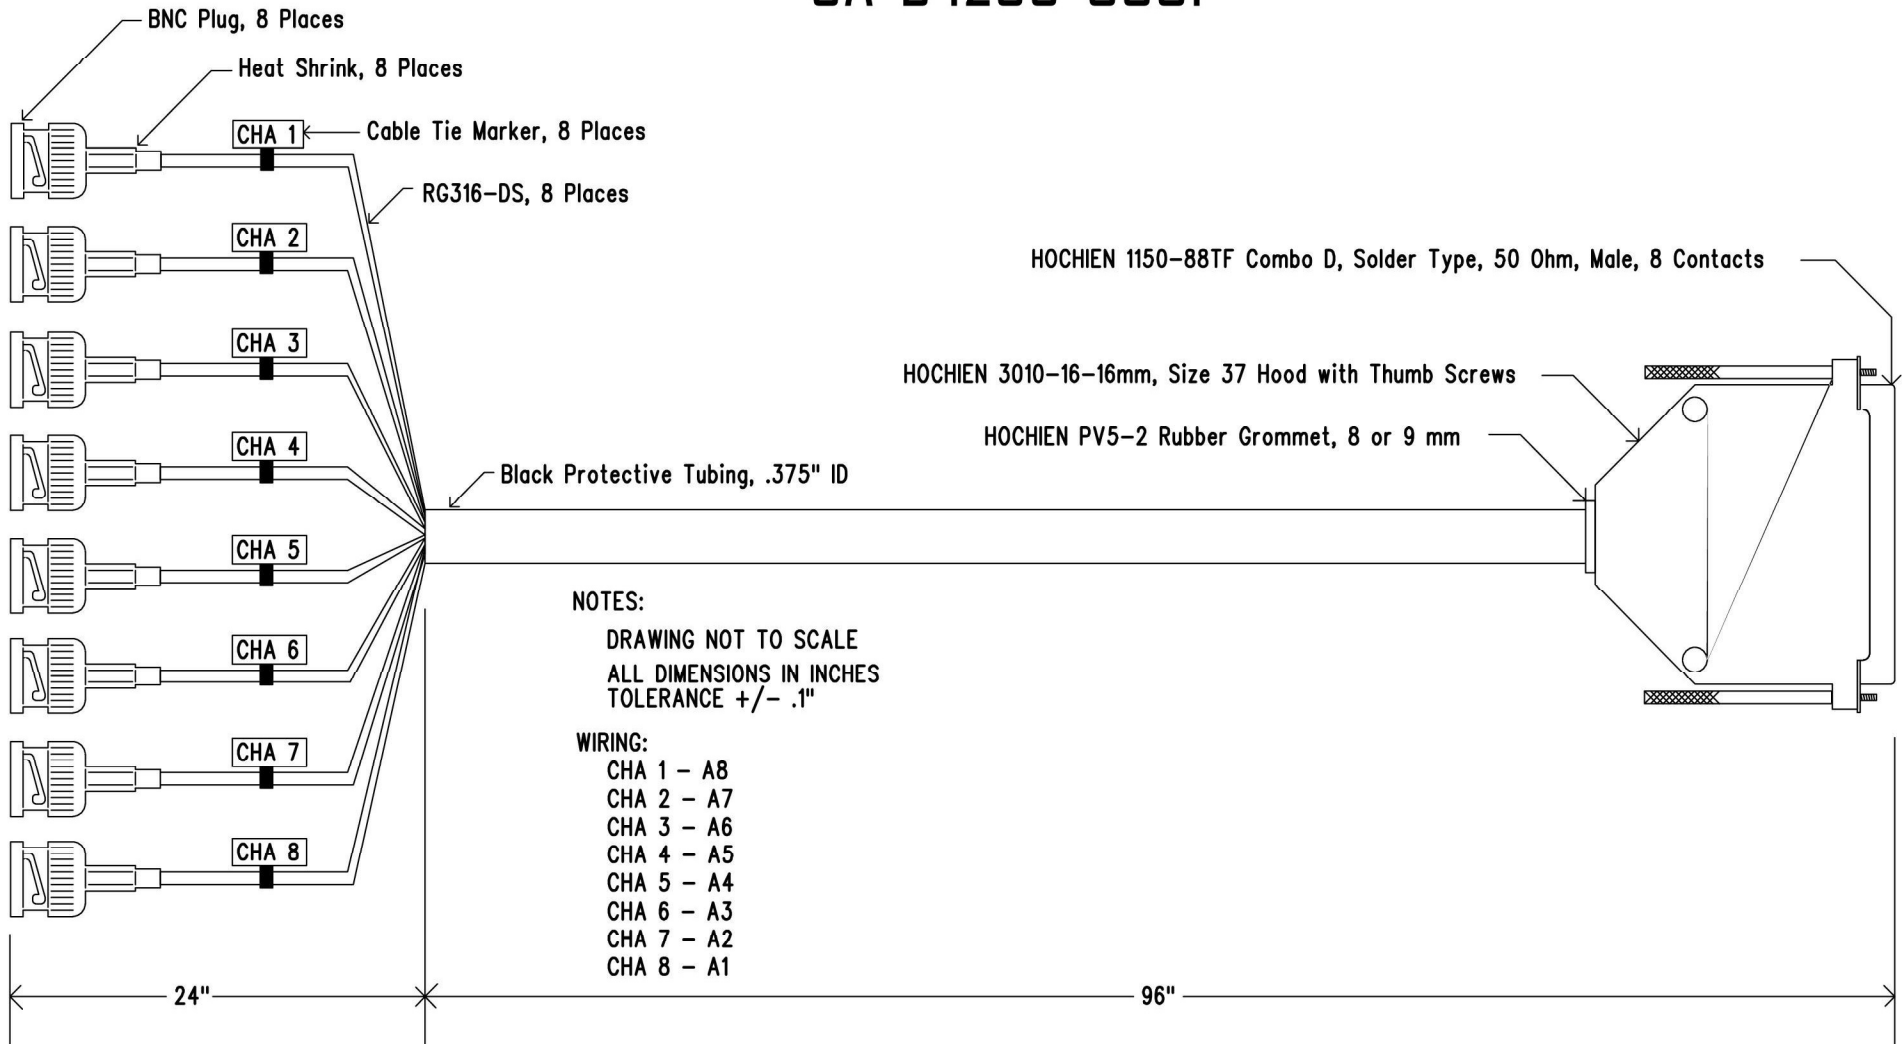 BNC Plug, 8 Places
Heat Shrink, 8 Places
CHA 1
Cable Tie Marker, 8 Places
RG316-DS, 8 Places
CHA 2
HOCHIEN 1150-88TF Combo D, Solder Type, 50 Ohm, Male, 8 Contacts
CHA 3
HOCHIEN 3010-16-16mm, Size 37 Hood with Thumb Screws
CHA 4
HOCHIEN PV5-2 Rubber Grommet, 8 or 9 mm
Black Protective Tubing, .375" ID
CHA 5
NOTES:
DRAWING NOT TO SCALE
ALL DIMENSIONS IN INCHES
TOLERANCE +/- .1"
CHA 6
CHA 7
WIRING:
CHA 1 - A8
CHA 2 - A7
CHA 3 - A6
CHA 4 - A5
CHA 5 - A4
CHA 6 - A3
CHA 7 - A2
CHA 8 - A1
CHA 8
24"
96"